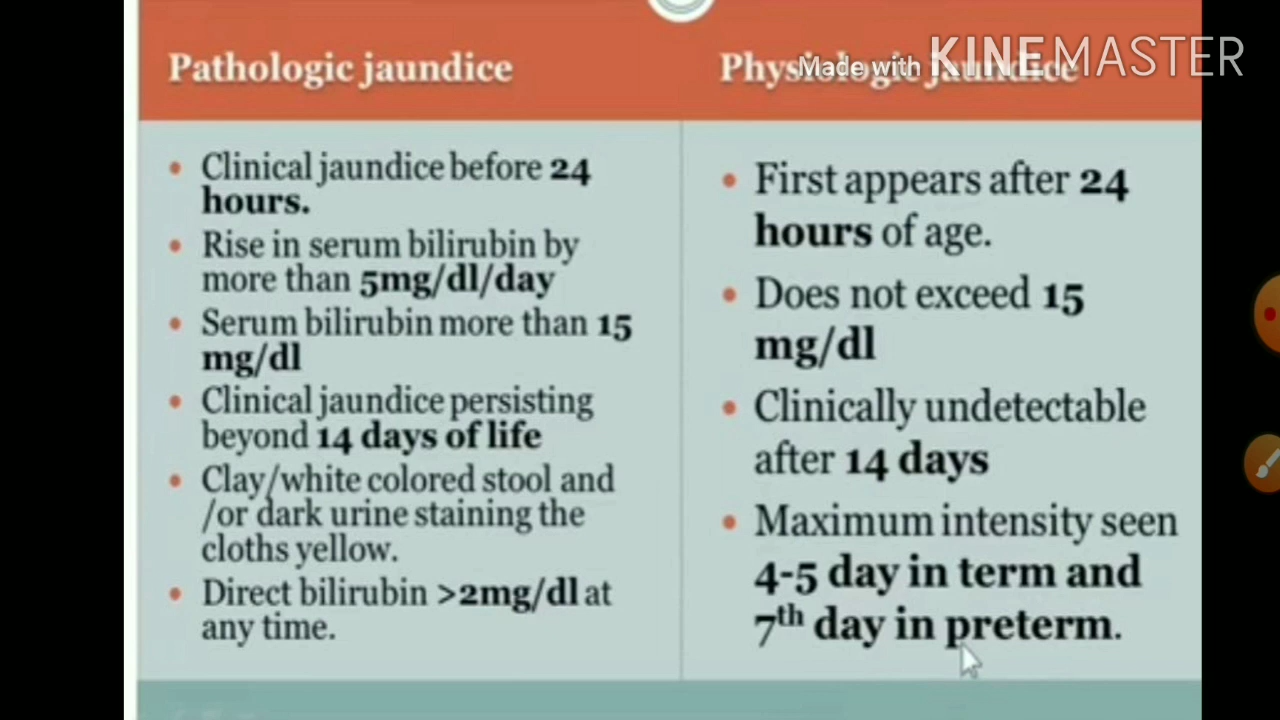 Pathologic jaundice
Clinical jaundice before 24
hours.
Rise in serum bilirubin by
more than 5mg/dl/day
Serum bilirubin more than 15
mg/dl
Clinical jaundice persisting
beyond 14 days of life
Clay/white colored stool and
/or dark urine staining the
cloths yellow.
Direct bilirubin >2mg/dl at
any time.
Physiologic jaundice
Made with KINEMASTER
First appears after 24
hours of age.
Does not exceed 15
mg/dl
Clinically undetectable
after 14 days
Maximum intensity seen
4-5 day in term and
7th day in preterm.